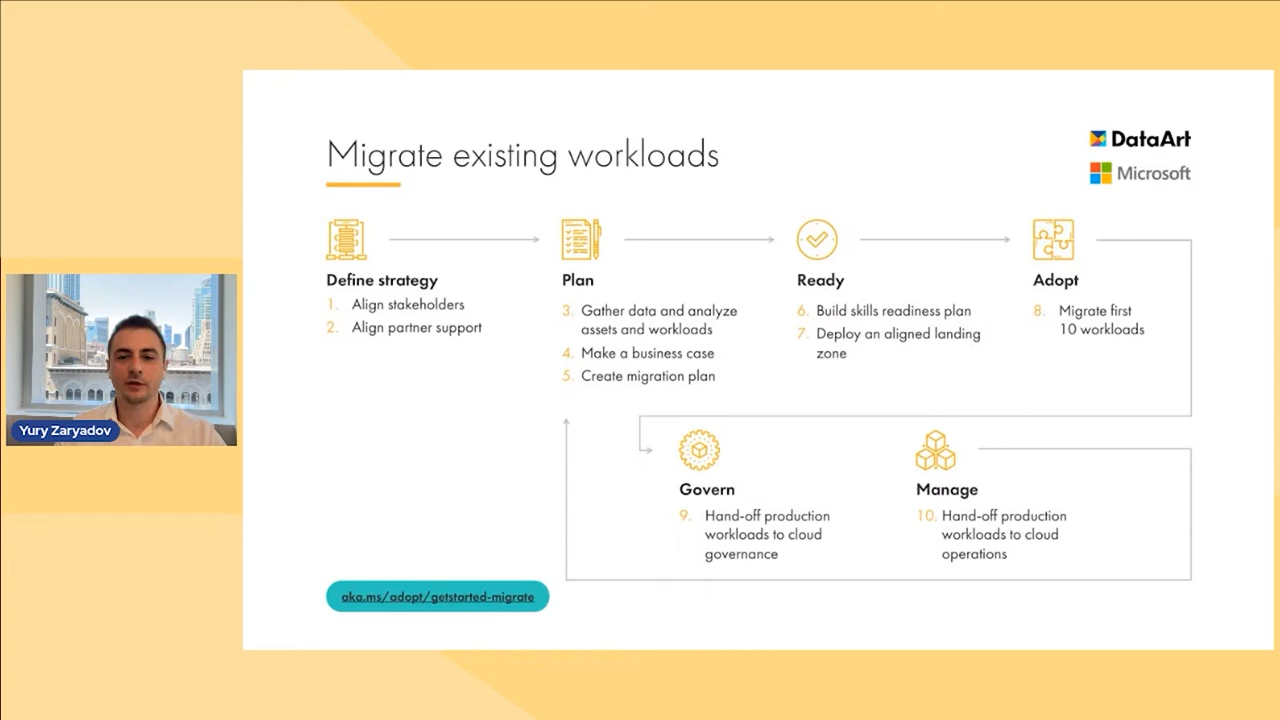 Migrate existing workloads
DataArt
Microsoft
Define strategy
1. Align stakeholders
2. Align partner support
Plan
3. Gather data and analyze
assets and workloads
4. Make a business case
5. Create migration plan
Ready
6. Build skills readiness plan
7. Deploy an aligned landing
zone
Adopt
8. Migrate first
10 workloads
Yury Zaryadov
Govern
9. Hand-off production
workloads to cloud
governance
Manage
10. Hand-off production
workloads to cloud
operations
aka.ms/adopt/getstarted-migrate